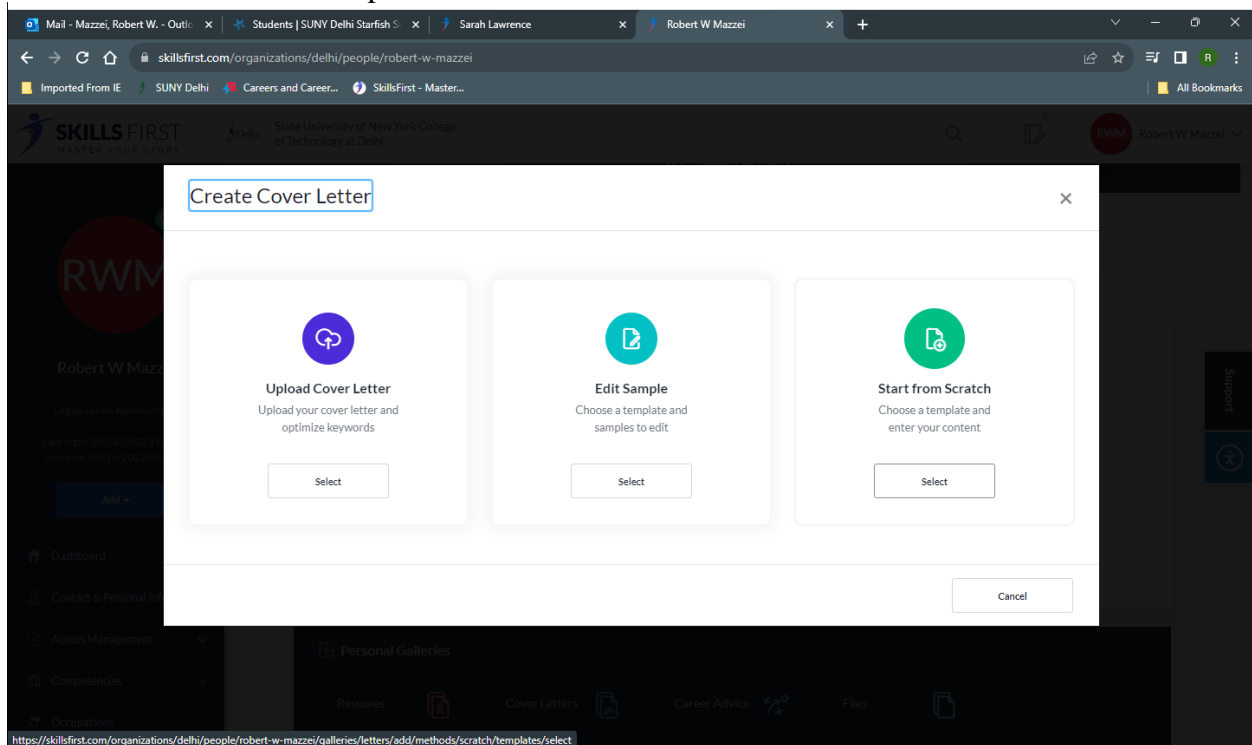 Mail - Mazzei, Robert W. - Outlo
Students | SUNY Delhi Starfish S
Sarah Lawrence
Robert W Mazzei
skillsfirst.com/organizations/delhi/people/robert-w-mazzei
R
Imported From IE
SUNY Delhi
Careers and Career...
SkillsFirst - Master...
All Bookmarks
SKILLS FIRST
MASTER YOUR STORY
Delhi
State University of New York College
of Technology at Delhi
RWM
Robert W Mazzei
Create Cover Letter
RWM
Robert W Mazz
Upload Cover Letter
Upload your cover letter and
optimize keywords
Select
Edit Sample
Choose a template and
samples to edit
Select
Start from Scratch
Choose a template and
enter your content
Select
Support
Organization Administra
Add
Cancel
Dashboard
Contact & Personal Inf
Access Management
Competencies
Occupations
Personal Galleries
Resumes
Cover Letters
Career Advice
Files
https://skillsfirst.com/organizations/delhi/people/robert-w-mazzei/galleries/letters/add/methods/scratch/templates/select